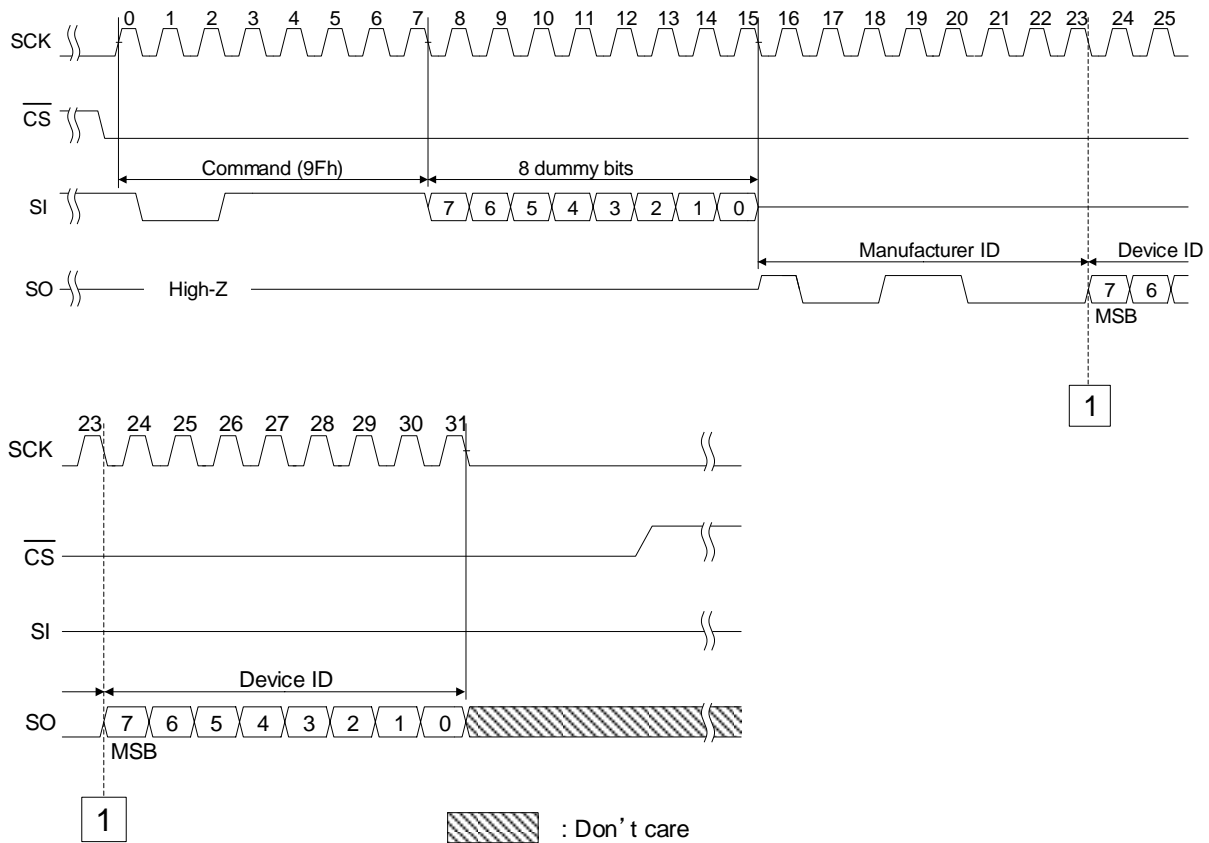 0 1 2 3 4 5 6 7 8 9 10 11 12 13 14 15 16 17 18 19 20 21 22 23 24 25
SCK
CS
Command (9Fh) 8 dummy bits
SI 7 6 5 4 3 2 1 0
Manufacturer ID Device ID
SO High-Z 7 6
MSB
1
23 24 25 26 27 28 29 30 31
SCK
CS
SI
Device ID
SO 7 6 5 4 3 2 1 0
MSB
1
: Don't care